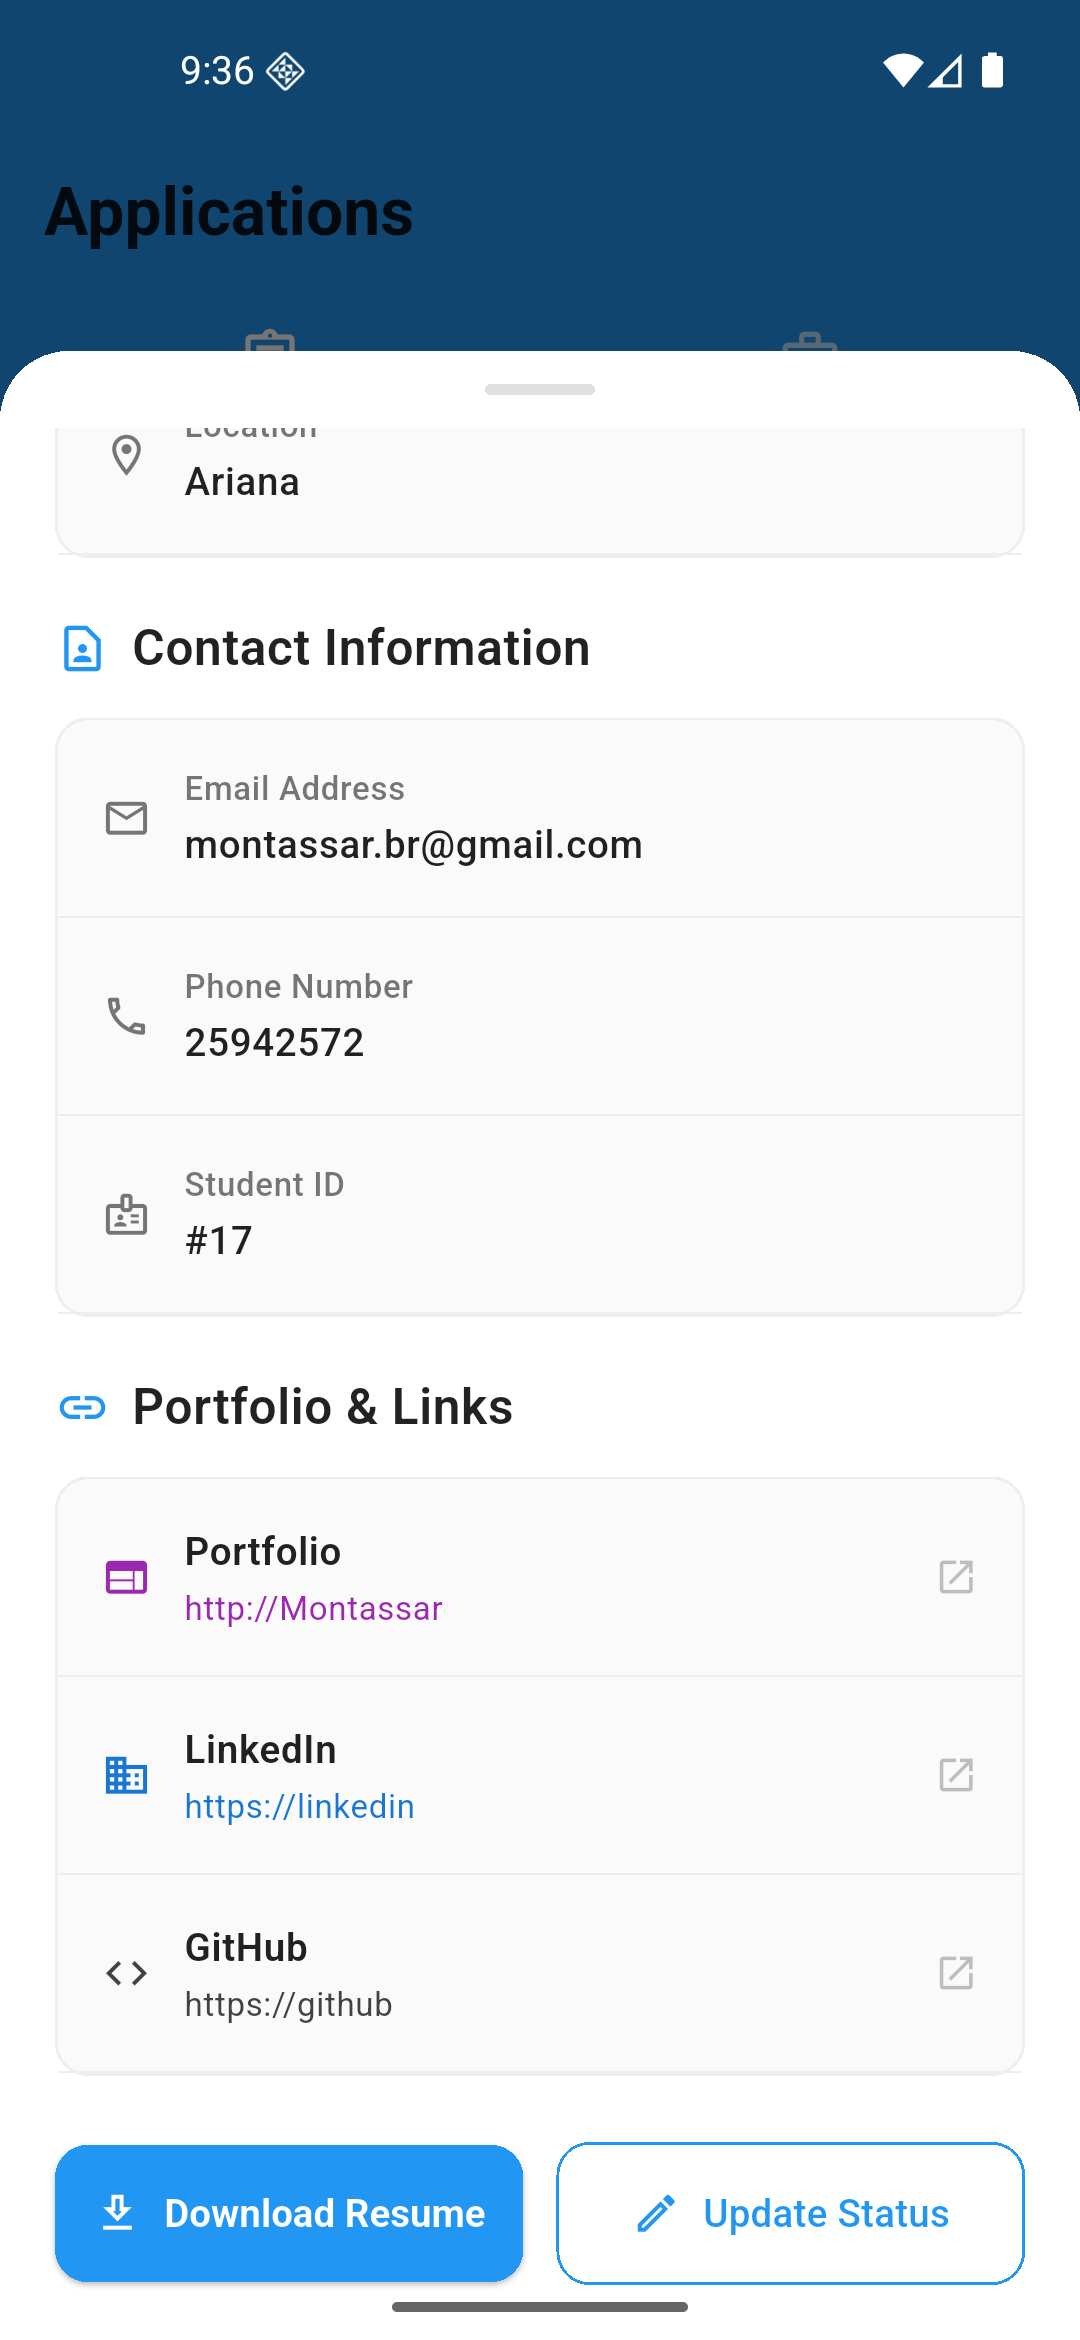 9:36
Applications
Location
Ariana
Contact Information
Email Address
montassar.br@gmail.com
Phone Number
25942572
Student ID
#17
Portfolio & Links
Portfolio
http://Montassar
LinkedIn
https://linkedin
GitHub
https://github
Download Resume
Update Status